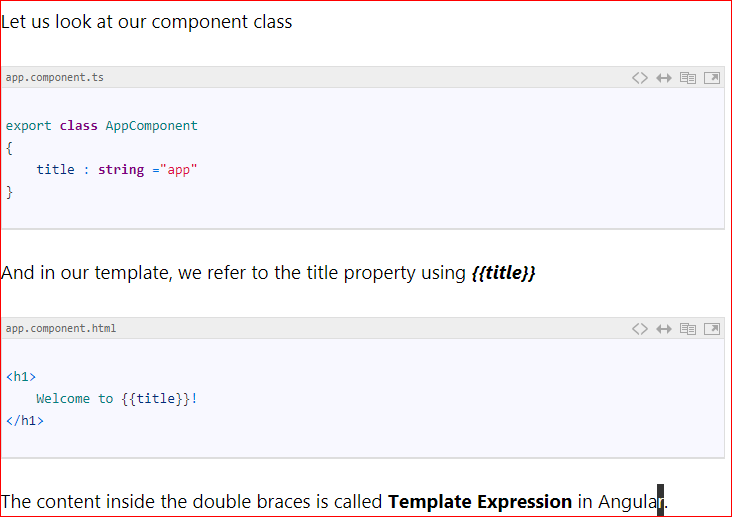 Let us look at our component class
app.component.ts
export class AppComponent
{
    title : string ="app"
}
And in our template, we refer to the title property using {{title}}
app.component.html
<h1>
    Welcome to {{title}}!
</h1>
The content inside the double braces is called Template Expression in Angular.